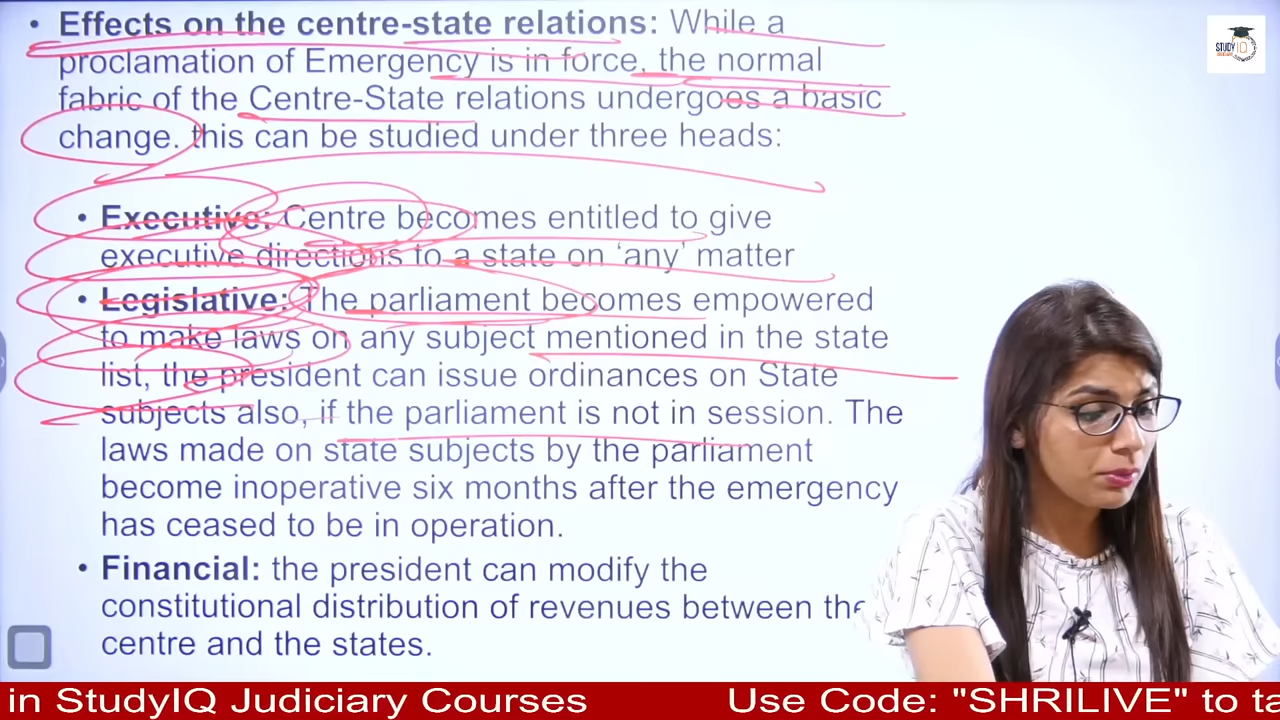 • Effects on the centre-state relations: While a
proclamation of Emergency is in force, the normal
fabric of the Centre-State relations undergoes a basic
change. this can be studied under three heads:
• Executive: Centre becomes entitled to give
executive directions to a state on ‘any’ matter
• Legislative: The parliament becomes empowered
to make laws on any subject mentioned in the state
list, the president can issue ordinances on State
subjects also, if the parliament is not in session. The
laws made on state subjects by the parliament
become inoperative six months after the emergency
has ceased to be in operation.
• Financial: the president can modify the
constitutional distribution of revenues between the
centre and the states.
STUDY IQ
JUDICIARY
in StudyIQ Judiciary Courses Use Code: "SHRILIVE" to ta